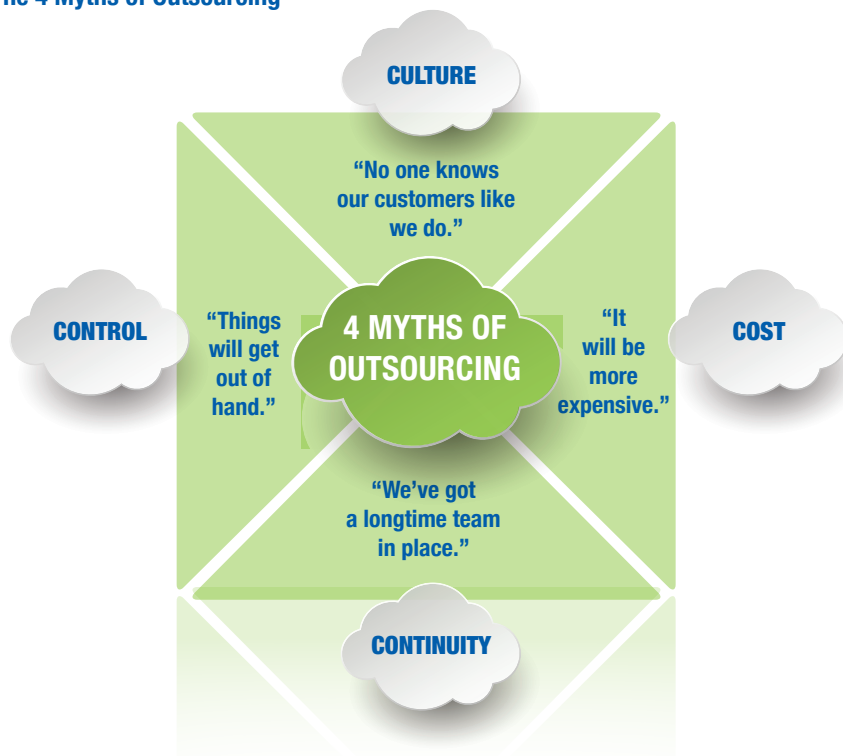 The 4 Myths of Outsourcing
CULTURE
“No one knows
our customers like
we do.”
CONTROL
“Things
will get
out of
hand.”
4 MYTHS OF
OUTSOURCING
“It
will be
more
expensive.”
COST
“We’ve got
a longtime team
in place.”
CONTINUITY